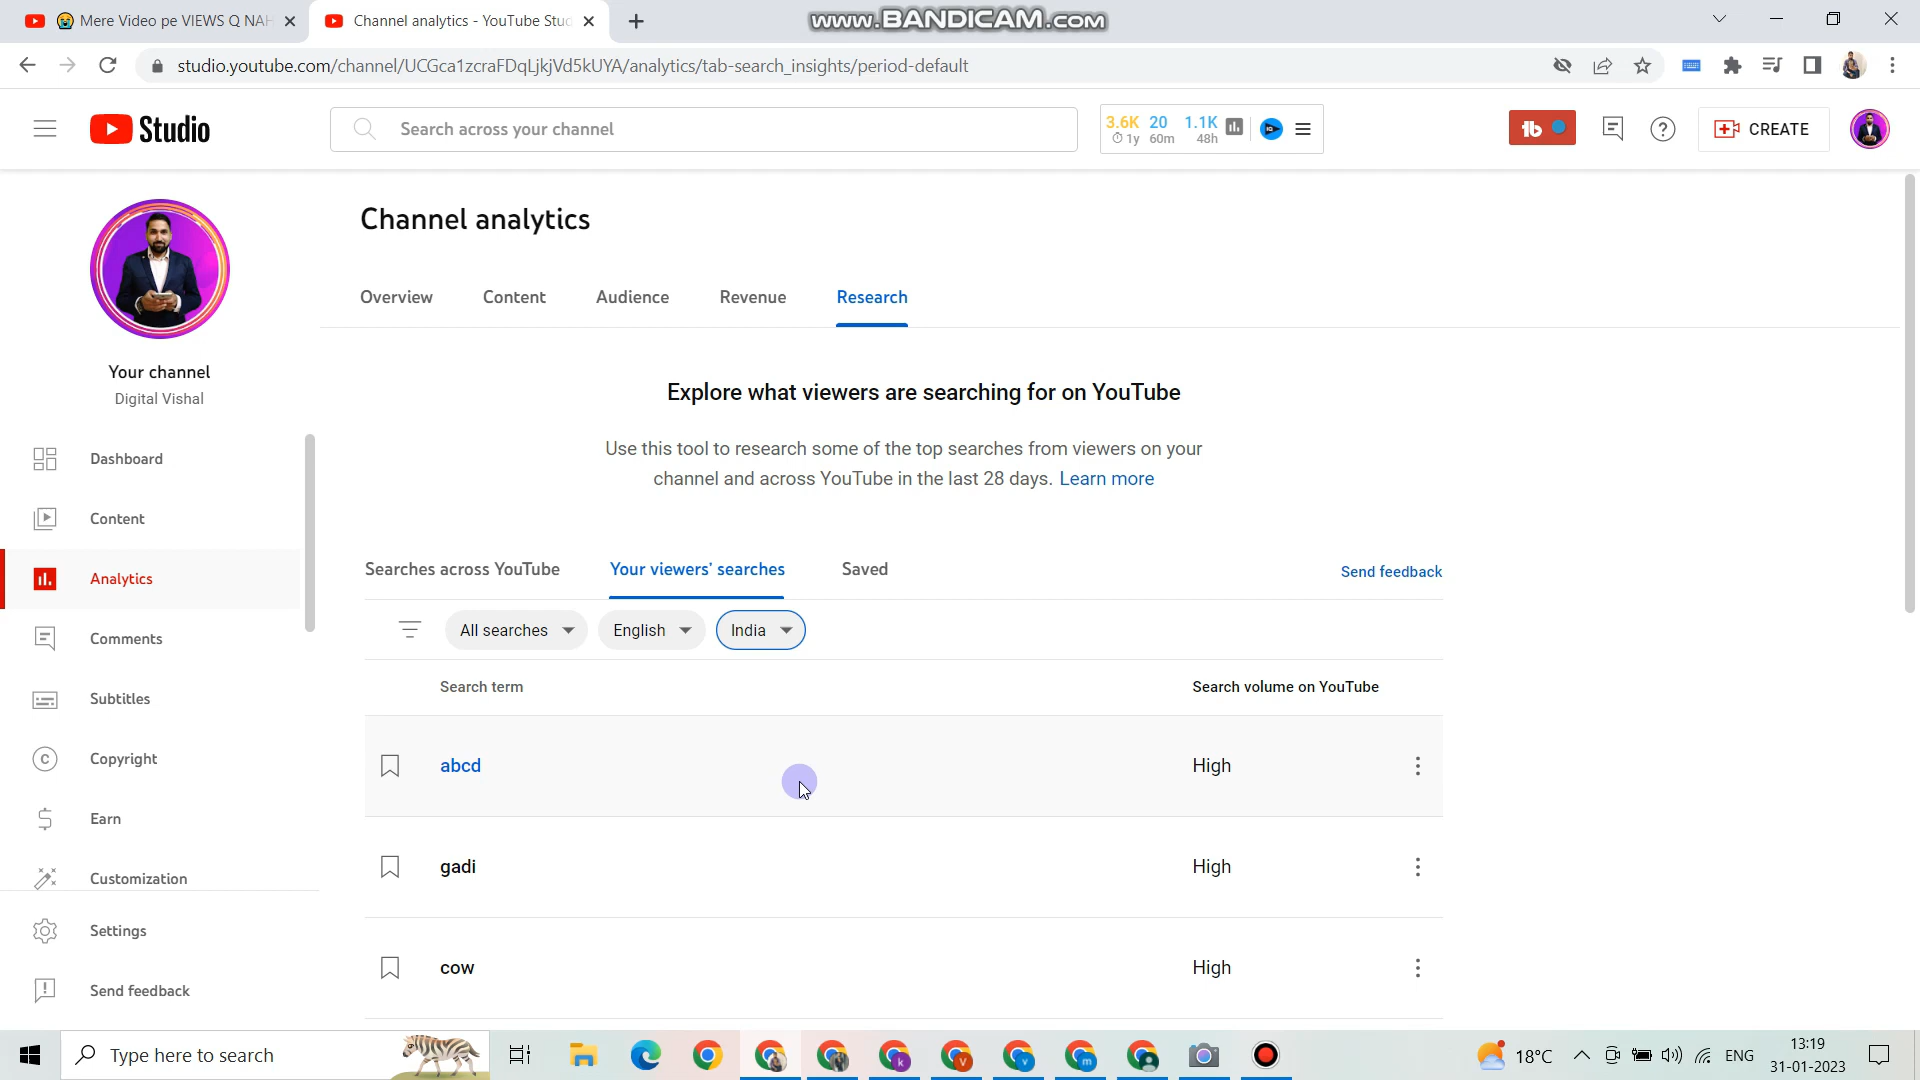 Mere Video pe VIEWS Q NAH
Channel analytics - YouTube Stud
www.BANDICAM.com
studio.youtube.com/channel/UCGca1zcraFDqLjkjVd5kUYA/analytics/tab-search_insights/period-default
Studio
Search across your channel
3.6K 20 1.1K
1y 60m 48h
CREATE
Channel analytics
Overview Content Audience Revenue Research
Your channel
Digital Vishal
Explore what viewers are searching for on YouTube
Use this tool to research some of the top searches from viewers on your
channel and across YouTube in the last 28 days. Learn more
Dashboard
Content
Analytics
Comments
Subtitles
Copyright
Earn
Customization
Settings
Send feedback
Searches across YouTube Your viewers' searches Saved Send feedback
All searches English India
Search term Search volume on YouTube
abcd High
gadi High
cow High
Type here to search
18°C
ENG
13:19
31-01-2023